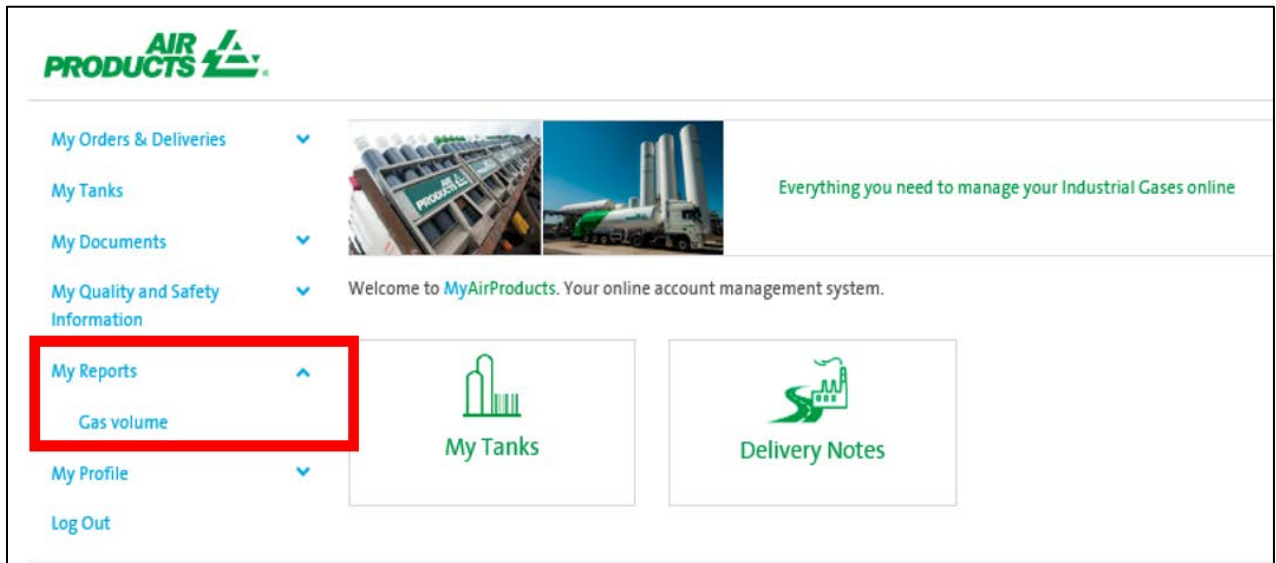 AIR
PRODUCTS
My Orders & Deliveries
My Tanks
My Documents
My Quality and Safety
Information
My Reports
Gas volume
My Profile
Log Out
AIR
PRODUCTS
Everything you need to manage your Industrial Gases online
Welcome to MyAirProducts. Your online account management system.
My Tanks
Delivery Notes